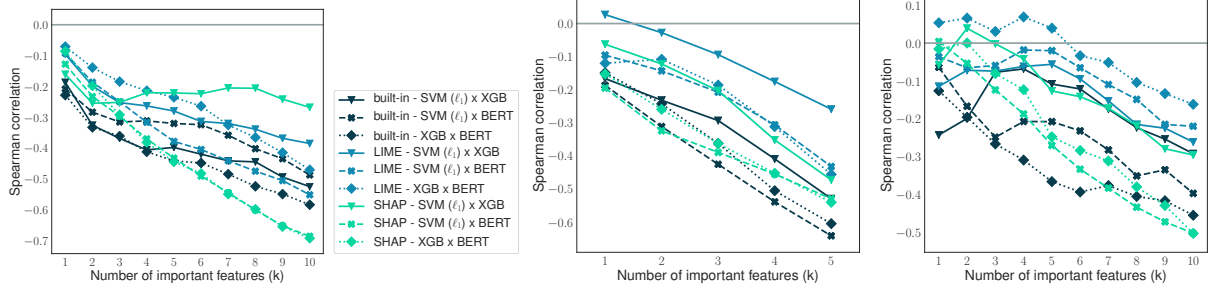 0.0
−0.1
−0.2
−0.3
−0.4
−0.5
−0.6
−0.7
Spearman correlation
1 2 3 4 5 6 7 8 9 10
Number of important features (k)
built-in - SVM (ℓ₁) x XGB
built-in - SVM (ℓ₁) x BERT
built-in - XGB x BERT
LIME - SVM (ℓ₁) x XGB
LIME - SVM (ℓ₁) x BERT
LIME - XGB x BERT
SHAP - SVM (ℓ₁) x XGB
SHAP - SVM (ℓ₁) x BERT
SHAP - XGB x BERT
0.0
−0.1
−0.2
−0.3
−0.4
−0.5
−0.6
Spearman correlation
1 2 3 4 5
Number of important features (k)
0.1
0.0
−0.1
−0.2
−0.3
−0.4
−0.5
Spearman correlation
1 2 3 4 5 6 7 8 9 10
Number of important features (k)